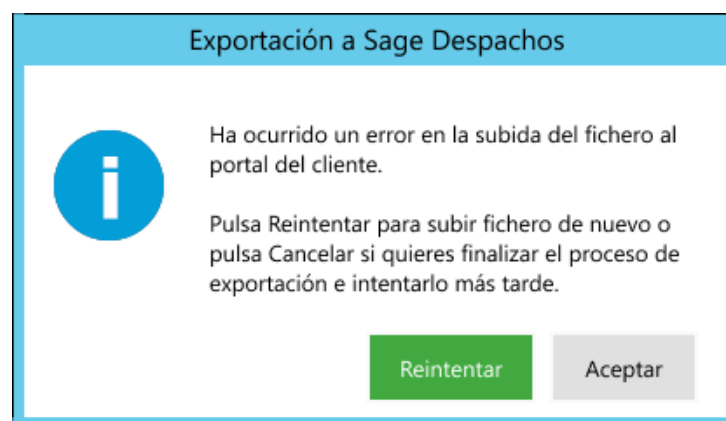 Exportación a Sage Despachos
Ha ocurrido un error en la subida del fichero al
portal del cliente.
Pulsa Reintentar para subir fichero de nuevo o
pulsa Cancelar si quieres finalizar el proceso de
exportación e intentarlo más tarde.
Reintentar
Aceptar